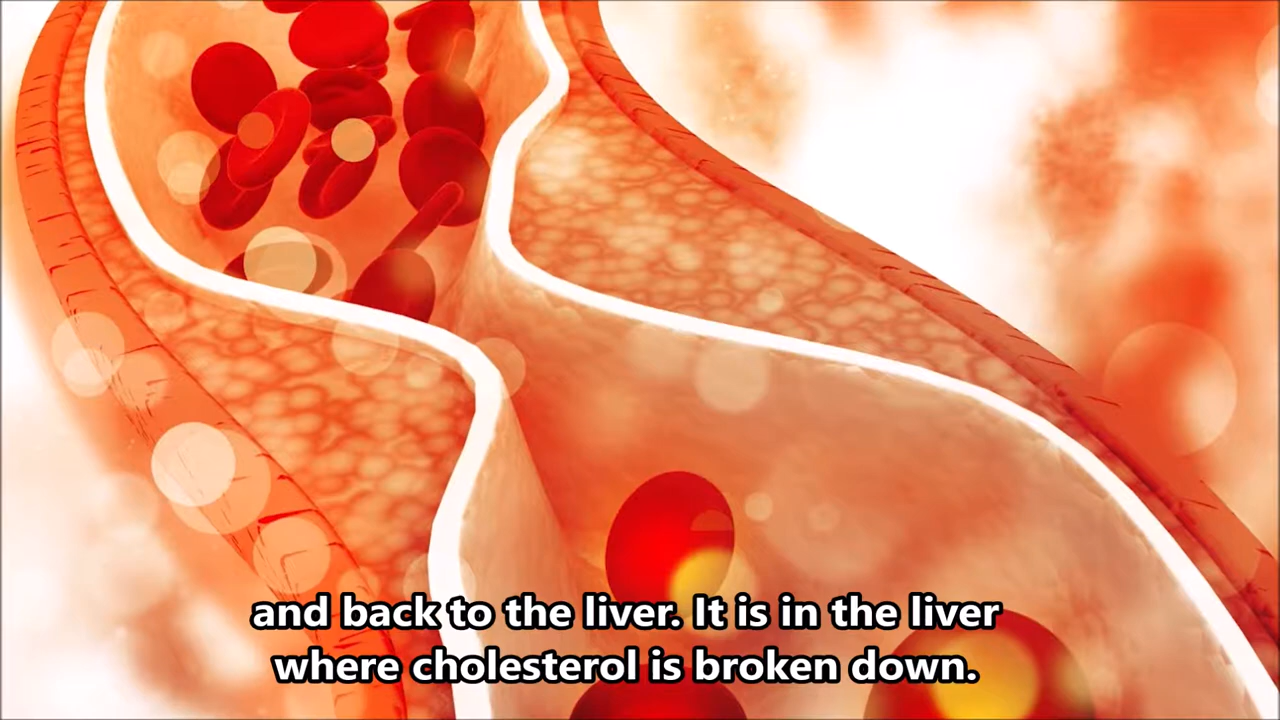 and back to the liver. It is in the liver
where cholesterol is broken down.